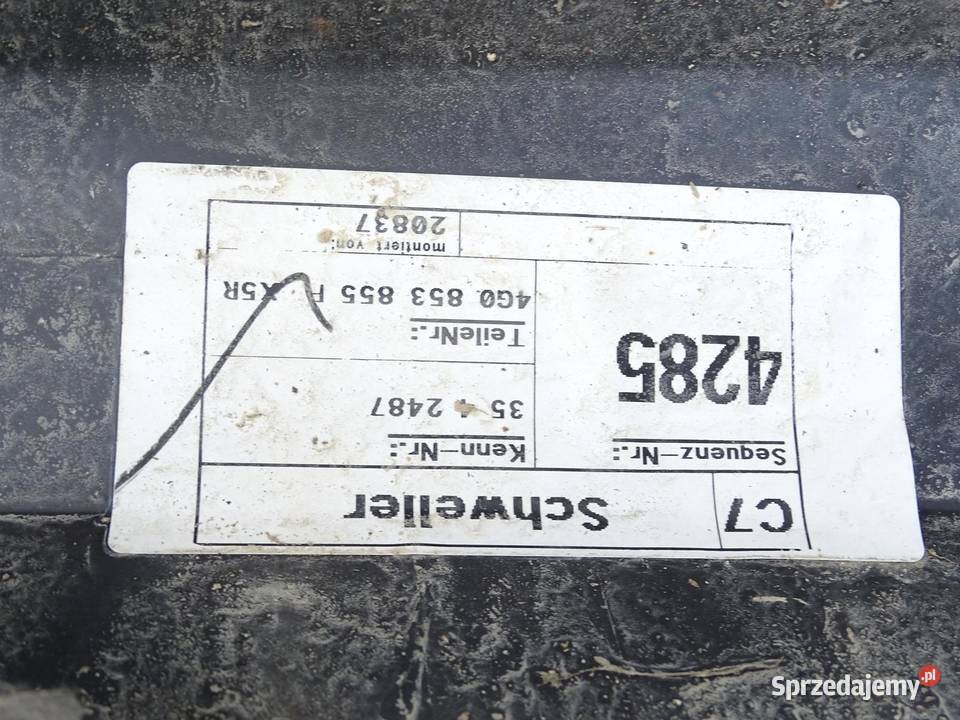 C7 Schweller
Sequenz-Nr.:
4285
Kenn-Nr.:
35 4 2487
TeileNr.:
4G0 853 855 F X5R
montiert von:
20837
Sprzedajemy.pl